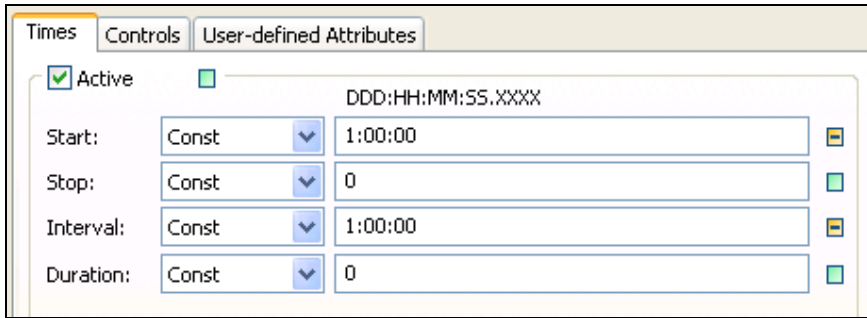 Times Controls User-defined Attributes
Active
DDD:HH:MM:SS.XXXX
Start: Const 1:00:00
Stop: Const 0
Interval: Const 1:00:00
Duration: Const 0